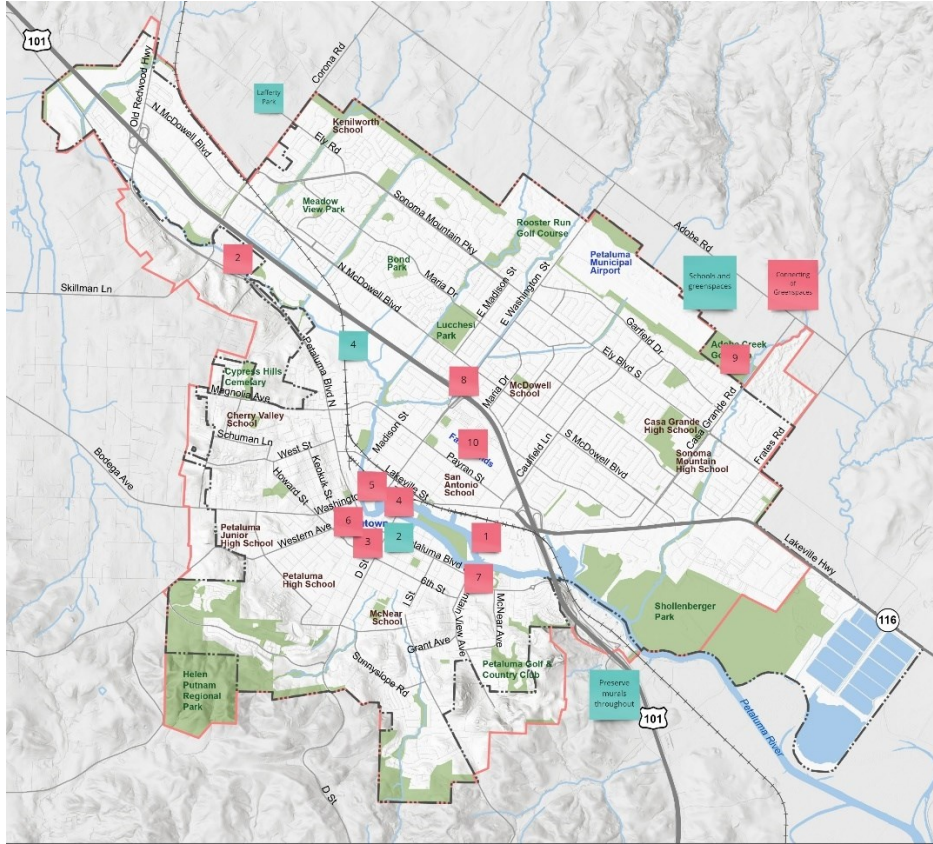 101
Corona Rd
Old Redwood Hwy
Lafferty
Park
N McDowell Blvd
Kenilworth
School
Ely Rd
Meadow
View Park
Sonoma Mountain Pky
Rooster Run
Golf Course
Adobe Rd
Petaluma
Municipal
Airport
2
Bond
Park
Schools and
greenspaces
Connecting
of
Greenspaces
Skillman Ln
N McDowell Blvd
Maria Dr
E Madison St
E Washington St
Lucchesi
Park
Garfield Dr
4
Petaluma Blvd N
Adobe Creek
9
Ely Blvd S
Cypress Hills
Cemetary
Magnolia Ave
8
Maria Dr
McDowell
School
Cherry Valley
School
Madison St
Casa Grande
High School
Casa Grande Rd
Schuman Ln
10
Frates Rd
West St
Payran St
Caulfield Ln
S McDowell Blvd
Sonoma
Mountain
High School
Bodega Ave
Keokuk St
Howard St
Lakeville St
San
Antonio
School
5
4
Washington
6
Petaluma
Junior
High School
Western Ave
3
2
1
Lakeville Hwy
D St
aluma Blvd
7
Petaluma
High School
6th St
I St
McNear
School
McNear Ave
Shollenberger
Park
116
Grant Ave
ntain View Ave
Sunnyslope Rd
Petaluma Golf &
Country Club
Helen
Putnam
Regional
Park
Preserve
murals
throughout
101
Petaluma River
D St